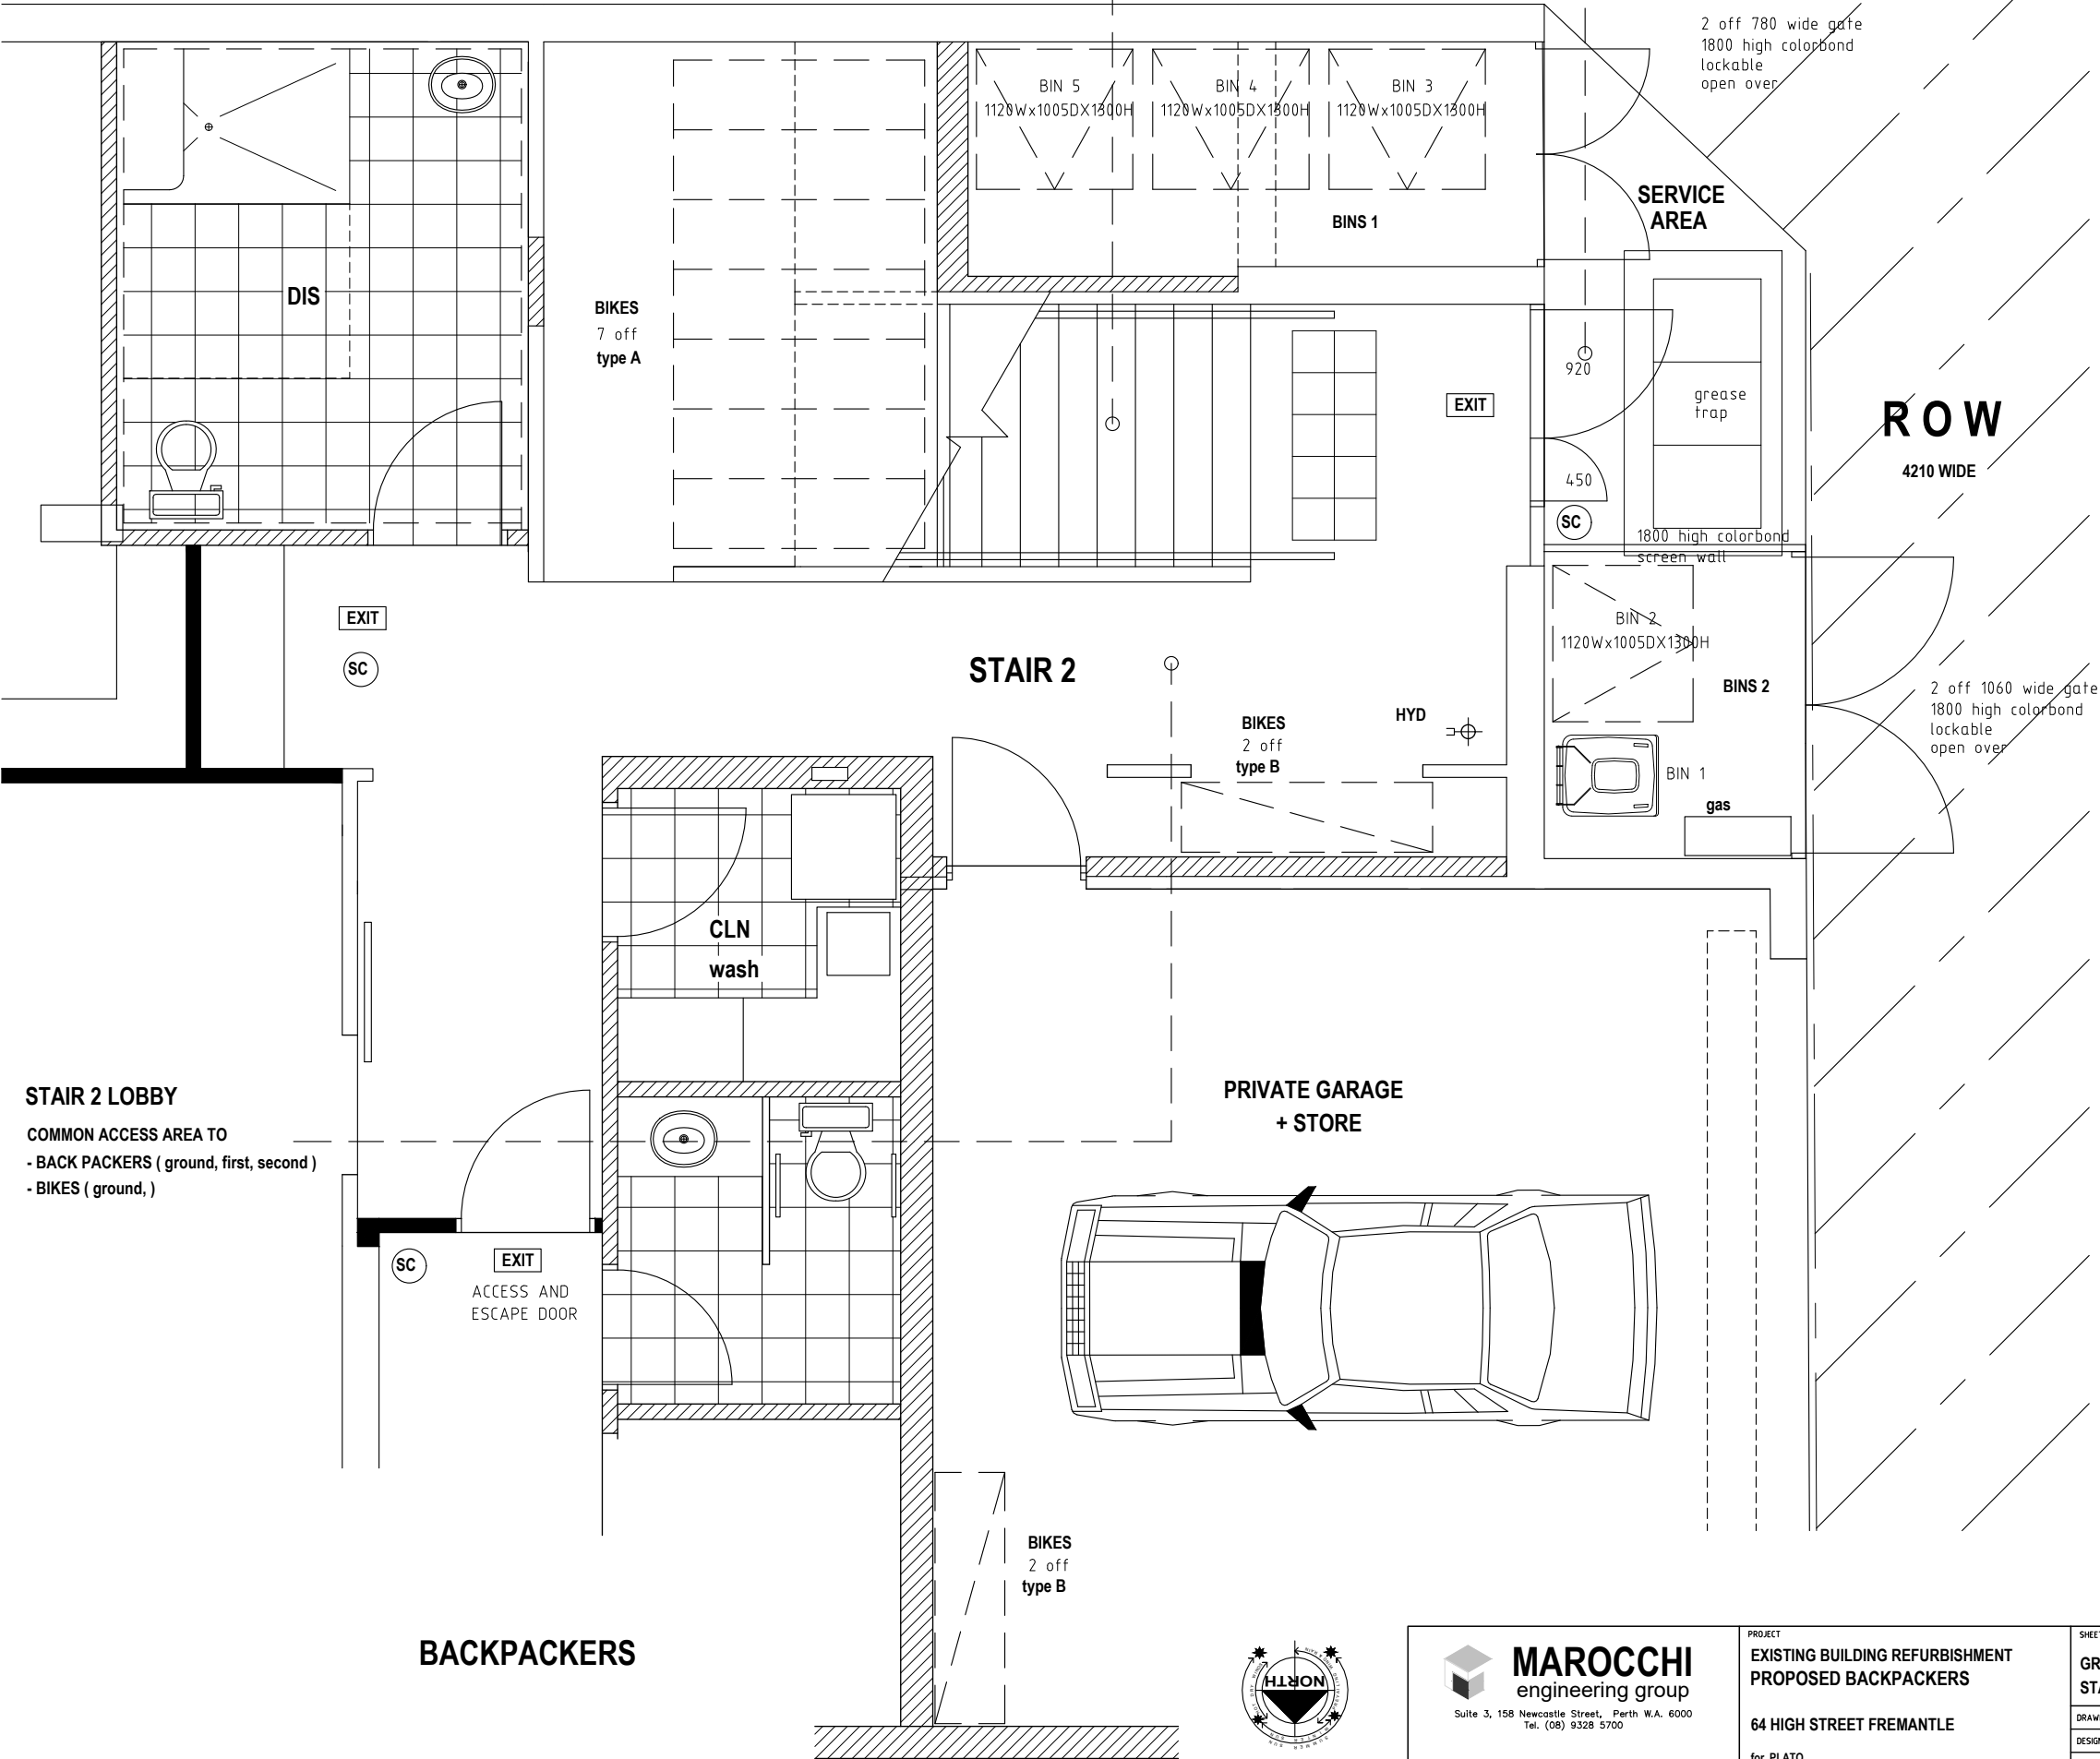 2 off 780 wide gate
1800 high colorbond
lockable
open over
BIN 5
1120Wx1005DX1300H
BIN 4
1120Wx1005DX1300H
BIN 3
1120Wx1005DX1300H
SERVICE
AREA
BINS 1
DIS
BIKES
7 off
type A
920
grease
trap
EXIT
R O W
4210 WIDE
450
SC
1800 high colorbond
screen wall
EXIT
SC
STAIR 2
BIN 2
1120Wx1005DX1300H
BINS 2
2 off 1060 wide gate
1800 high colorbond
lockable
open over
BIKES
2 off
type B
HYD
BIN 1
gas
CLN
wash
STAIR 2 LOBBY
COMMON ACCESS AREA TO
- BACK PACKERS ( ground, first, second )
- BIKES ( ground, )
PRIVATE GARAGE
+ STORE
SC
EXIT
ACCESS AND
ESCAPE DOOR
BIKES
2 off
type B
BACKPACKERS
NORTH
MAROCCHI
engineering group
Suite 3, 158 Newcastle Street, Perth W.A. 6000
Tel. (08) 9328 5700
PROJECT
EXISTING BUILDING REFURBISHMENT
PROPOSED BACKPACKERS
64 HIGH STREET FREMANTLE
for PLATO